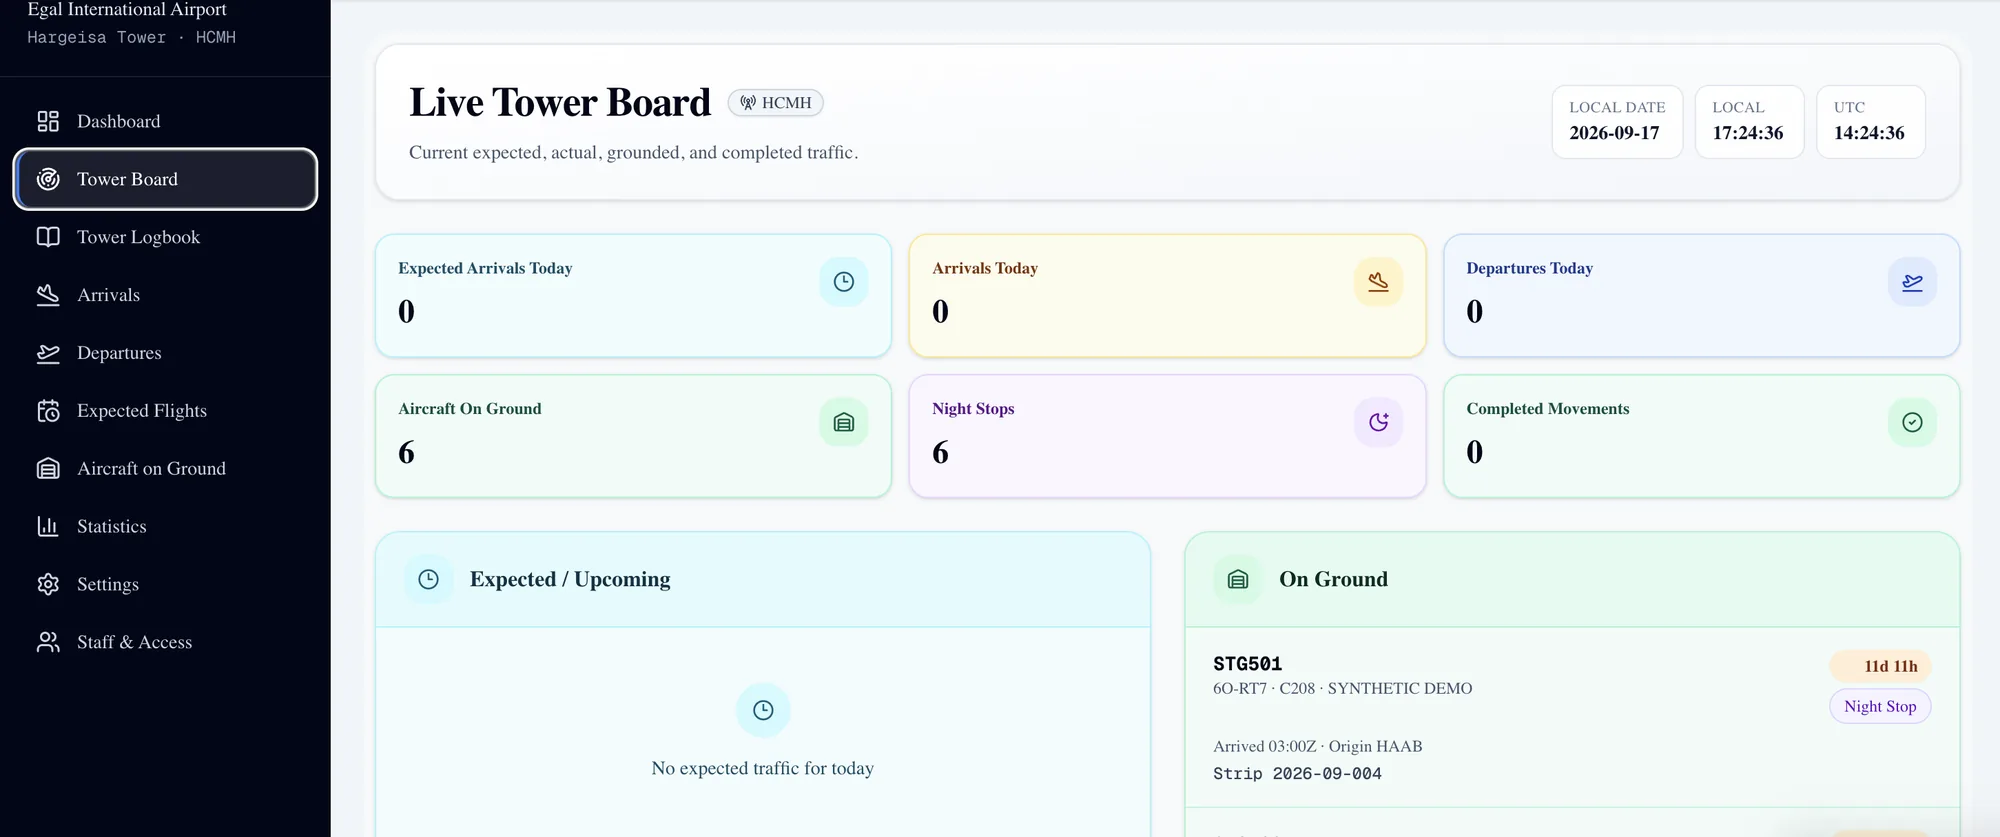 Egal International Airport
Hargeisa Tower · HCMH
Dashboard
Tower Board
Tower Logbook
Arrivals
Departures
Expected Flights
Aircraft on Ground
Statistics
Settings
Staff & Access
Live Tower Board
HCMH
Current expected, actual, grounded, and completed traffic.
LOCAL DATE
2026-09-17
LOCAL
17:24:36
UTC
14:24:36
Expected Arrivals Today
0
Arrivals Today
0
Departures Today
0
Aircraft On Ground
6
Night Stops
6
Completed Movements
0
Expected / Upcoming
No expected traffic for today
On Ground
STG501
6O-RT7 · C208 · SYNTHETIC DEMO
11d 11h
Night Stop
Arrived 03:00Z · Origin HAAB
Strip 2026-09-004